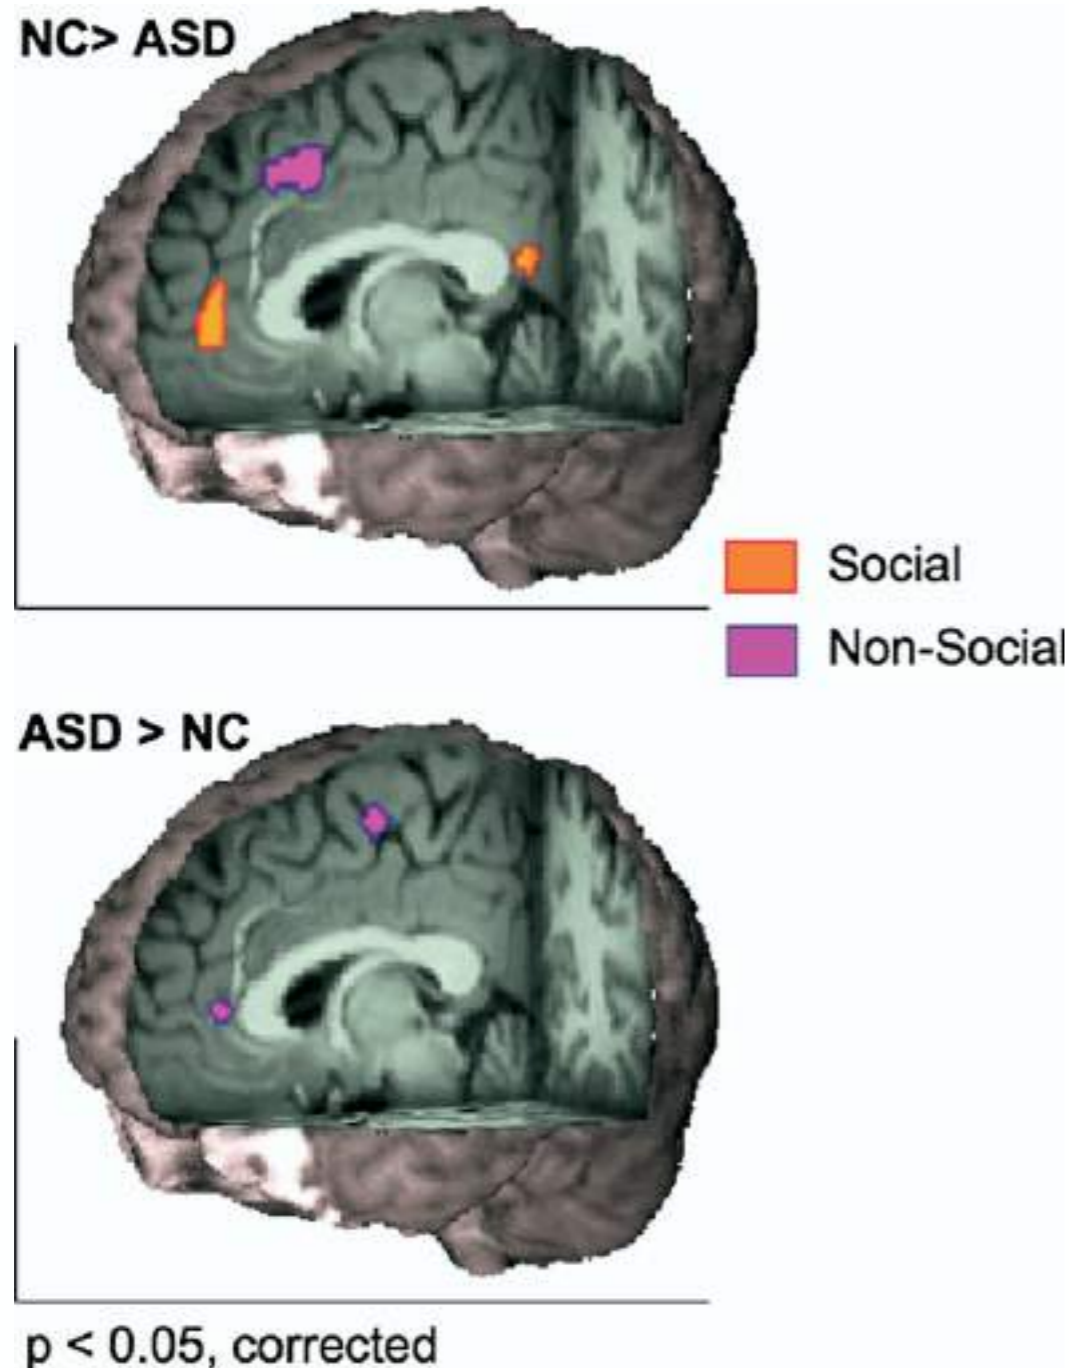 NC> ASD
Social
Non-Social
ASD > NC
p < 0.05, corrected